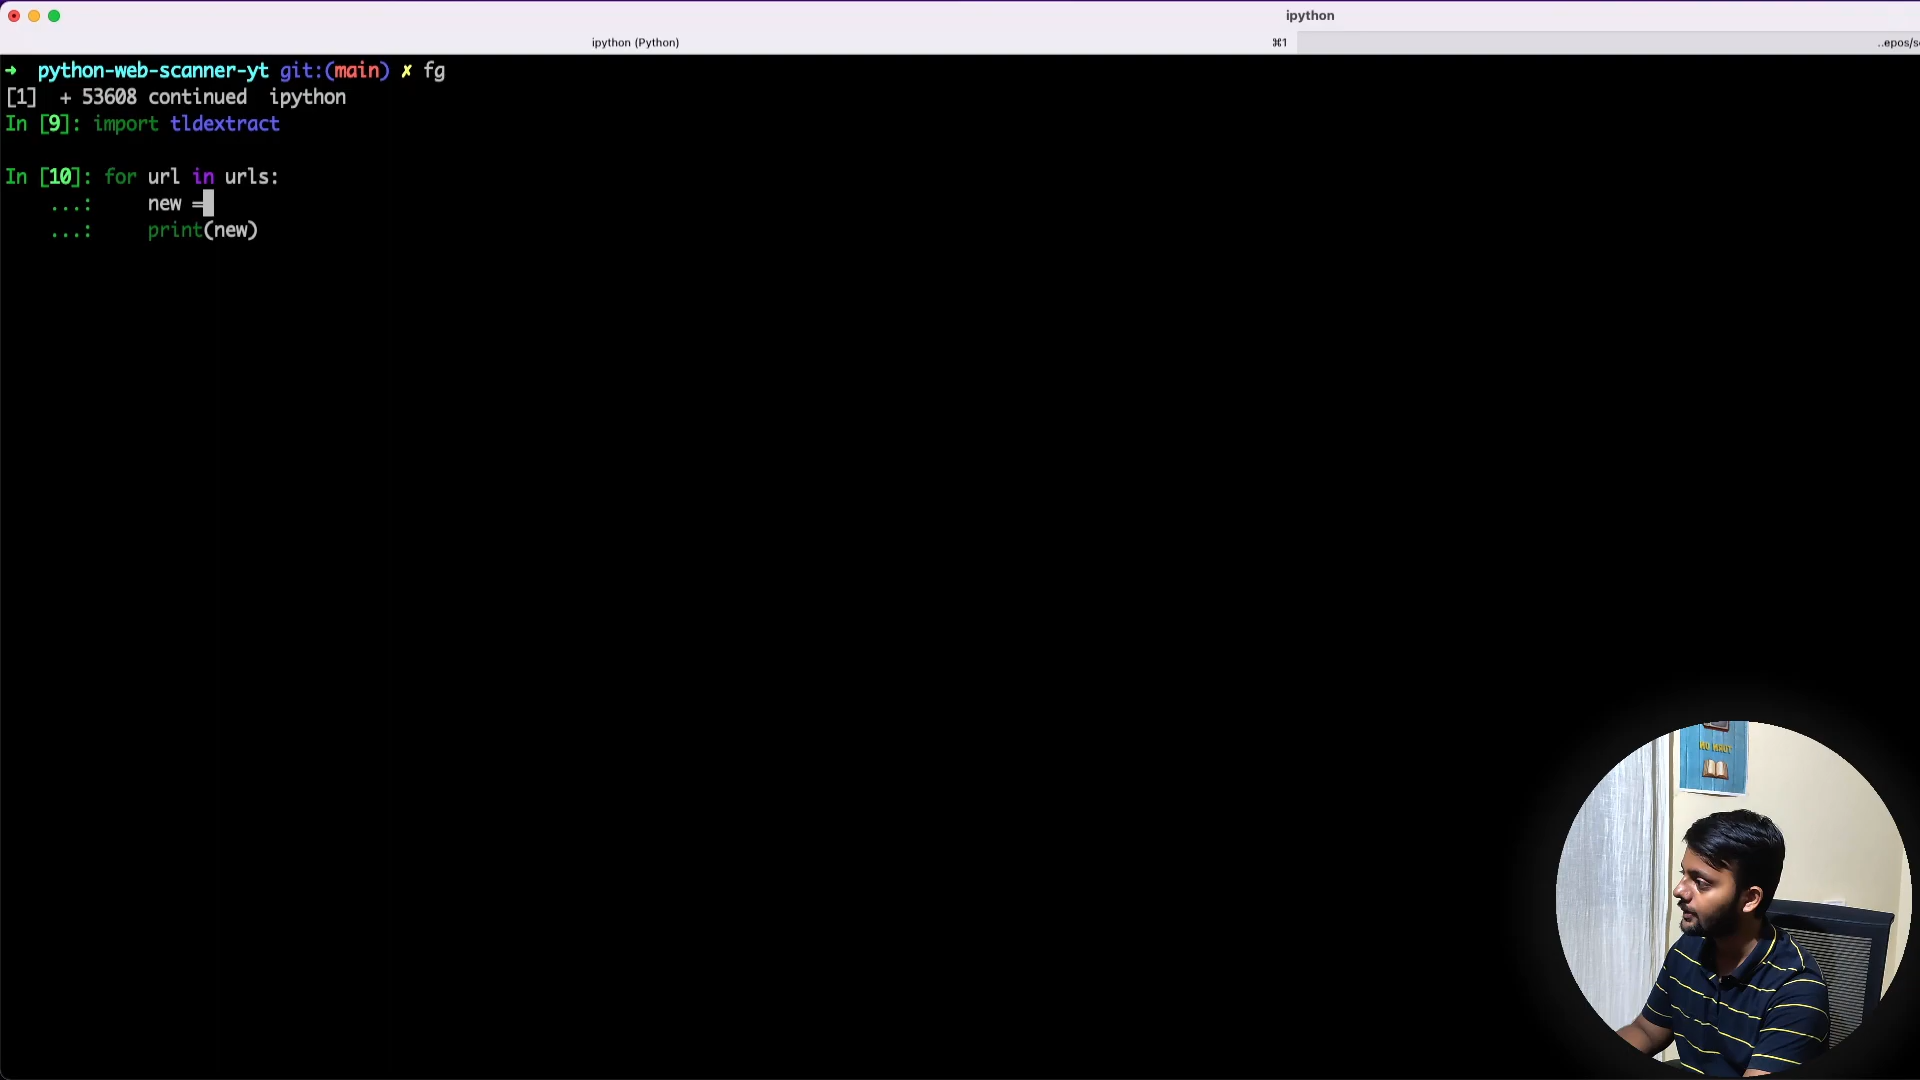 ipython
ipython (Python)
⌘1
..epos/s
➜ python-web-scanner-yt git:(main) ✗ fg
[1]  + 53608 continued  ipython
In [9]: import tldextract
In [10]: for url in urls:
    ...:     new =
    ...:     print(new)